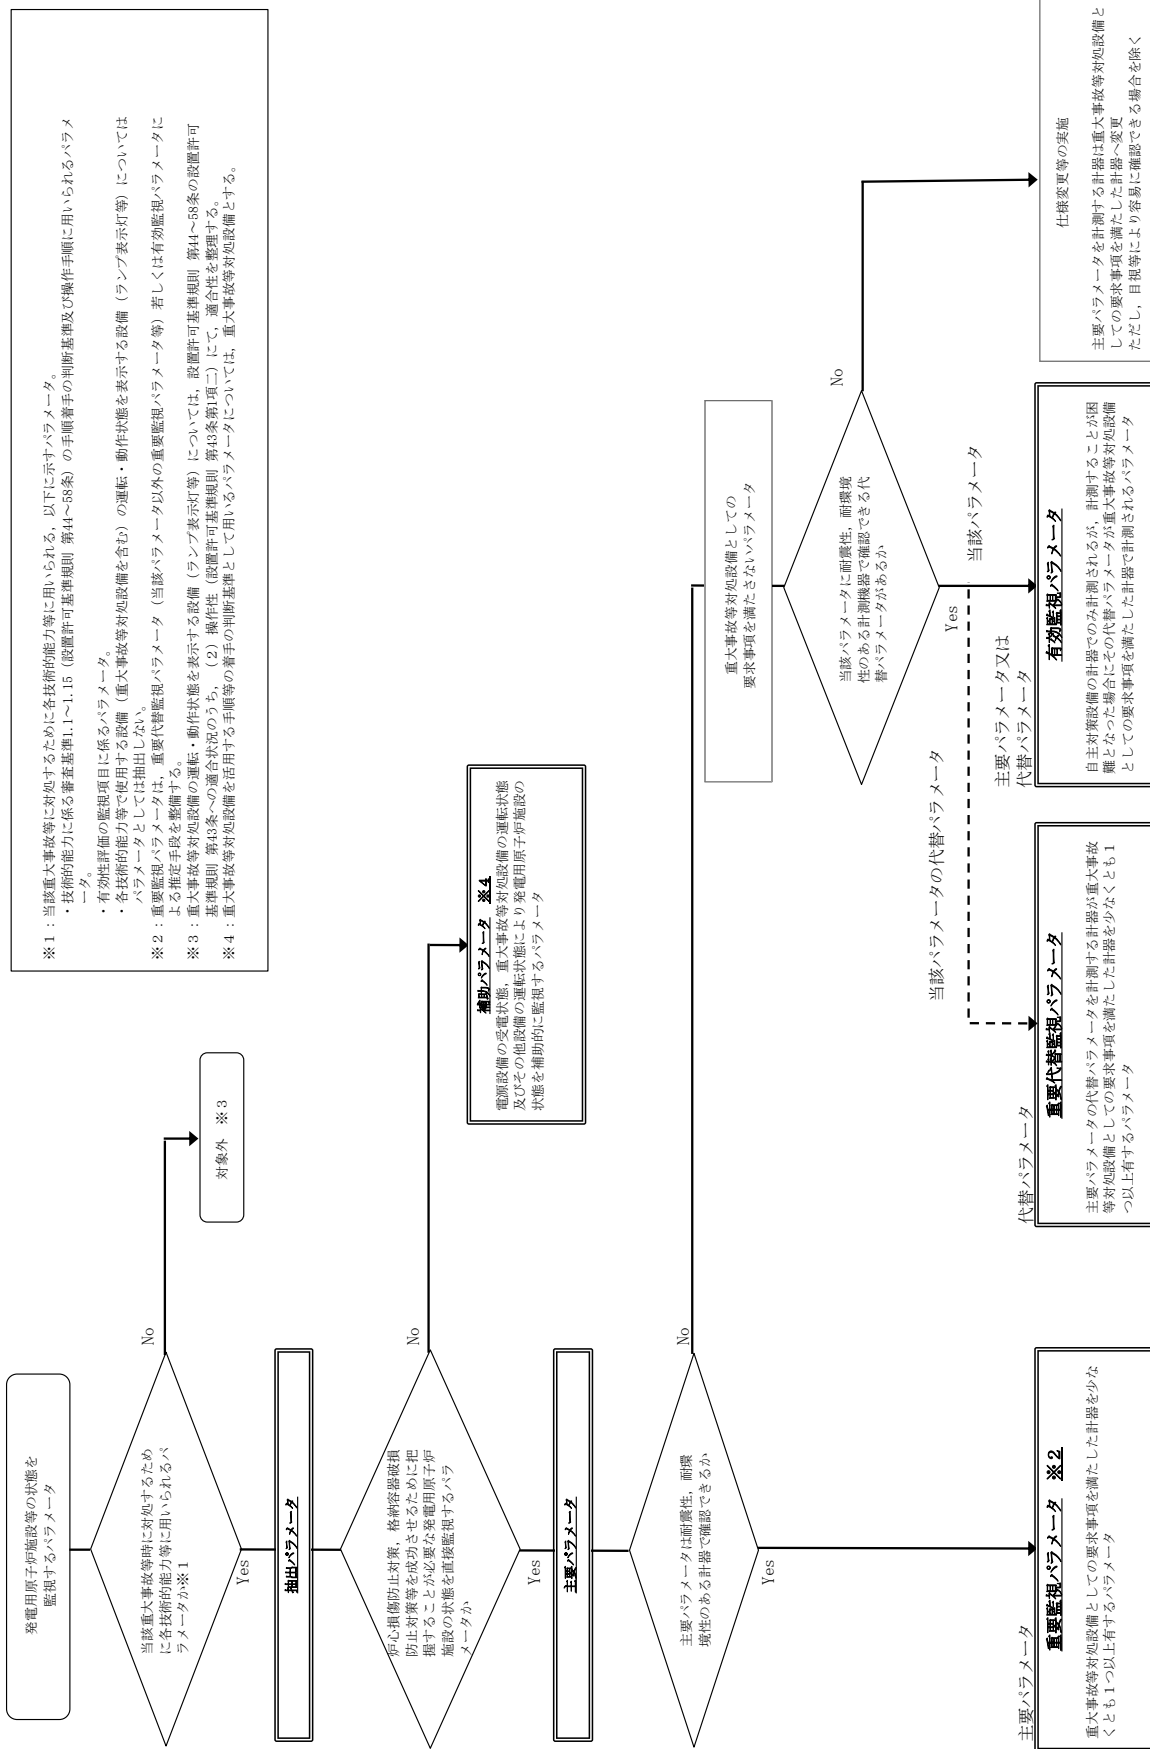 発電用原子炉施設等の状態を
監視するパラメータ
当該重大事故等時に対処するため
に各技術的能力等に用いられるパ
ラメータか※１
No
対象外　※３
Yes
抽出パラメータ
炉心損傷防止対策，格納容器破損
防止対策等を成功させるために把
握することが必要な発電用原子炉
施設の状態を直接監視するパラ
メータか
No
補助パラメータ　※４
電源設備の受電状態，重大事故等対処設備の運転状態
及びその他設備の運転状態により発電用原子炉施設の
状態を補助的に監視するパラメータ
Yes
主要パラメータ
主要パラメータは耐震性，耐環
境性のある計器で確認できるか
No
重大事故等対処設備としての
要求事項を満たさないパラメータ
当該パラメータに耐震性，耐環境
性のある計測機器で確認できる代
替パラメータがあるか
No
Yes
Yes
当該パラメータ
主要パラメータ又は
代替パラメータ
当該パラメータの代替パラメータ
代替パラメータ
主要パラメータ
重要監視パラメータ　※２
重大事故等対処設備としての要求事項を満たした計器を少な
くとも１つ以上有するパラメータ
重要代替監視パラメータ
主要パラメータの代替パラメータを計測する計器が重大事故
等対処設備としての要求事項を満たした計器を少なくとも１
つ以上有するパラメータ
有効監視パラメータ
自主対策設備の計器でのみ計測されるが，計測することが困
難となった場合にその代替パラメータが重大事故等対処設備
としての要求事項を満たした計器で計測されるパラメータ
仕様変更等の実施
主要パラメータを計測する計器は重大事故等対処設備と
しての要求事項を満たした計器へ変更
ただし，目視等により容易に確認できる場合を除く
※１：当該重大事故等に対処するために各技術的能力等に用いられる，以下に示すパラメータ。
・技術的能力に係る審査基準1.1～1.15（設置許可基準規則 第44～58条）の手順着手の判断基準及び操作手順に用いられるパラメ
ータ。
・有効性評価の監視項目に係るパラメータ。
・各技術的能力等で使用する設備（重大事故等対処設備を含む）の運転・動作状態を表示する設備（ランプ表示灯等）については
パラメータとしては抽出しない。
※２：重要監視パラメータは，重要代替監視パラメータ（当該パラメータ以外の重要監視パラメータ等）若しくは有効監視パラメータに
よる推定手段を整備する。
※３：重大事故等対処設備の運転・動作状態を表示する設備（ランプ表示灯等）については，設置許可基準規則 第44～58条の設置許可
基準規則 第43条への適合状況のうち，（２）操作性（設置許可基準規則 第43条第1項二）にて，適合性を整理する。
※４：重大事故等対処設備を活用する手順等の着手の判断基準として用いるパラメータについては，重大事故等対処設備とする。